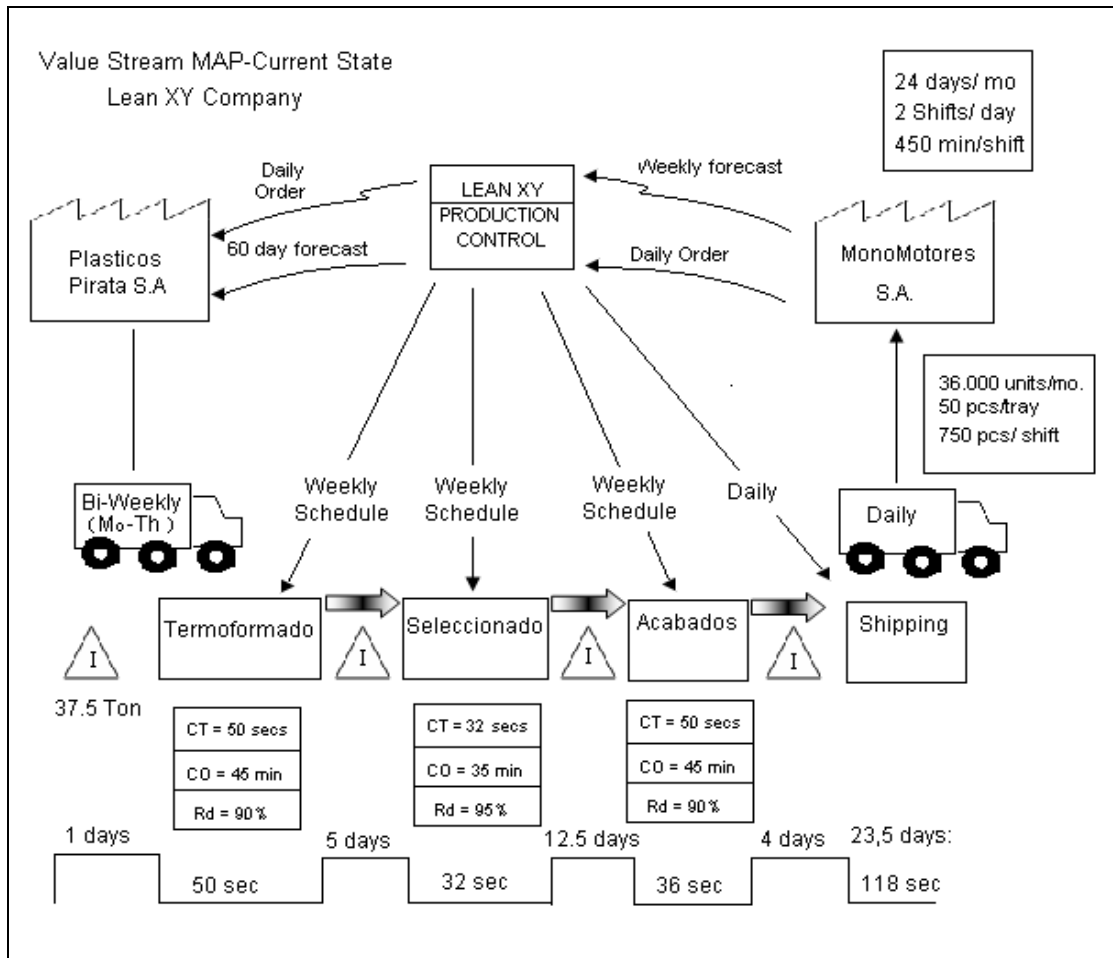 Value Stream MAP-Current State
Lean XY Company
24 days/ mo
2 Shifts/ day
450 min/shift
Daily
Order
60 day forecast
LEAN XY
PRODUCTION
CONTROL
Weekly forecast
Daily Order
Plasticos
Pirata S.A
MonoMotores
S.A.
36.000 units/mo.
50 pcs/tray
750 pcs/ shift
Bi-Weekly
(Mo-Th )
Weekly
Schedule
Weekly
Schedule
Weekly
Schedule
Daily
Daily
Termoformado
Seleccionado
Acabados
Shipping
I
I
I
I
37.5 Ton
CT = 50 secs
CO = 45 min
Rd = 90%
CT = 32 secs
CO = 35 min
Rd = 95%
CT = 50 secs
CO = 45 min
Rd = 90%
1 days
5 days
12.5 days
4 days
23,5 days:
50 sec
32 sec
36 sec
118 sec